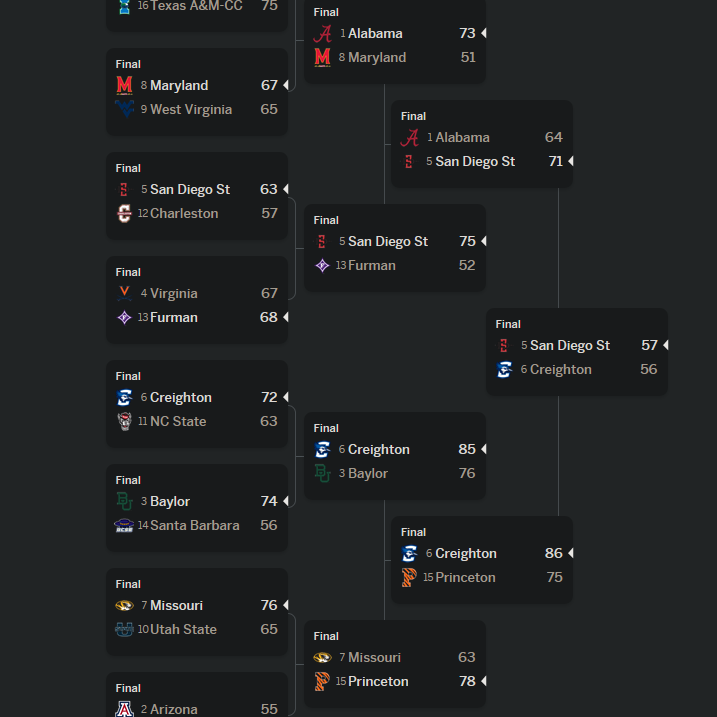 16 Texas A&M-CC 75
Final
8 Maryland 67
9 West Virginia 65
Final
5 San Diego St 63
12 Charleston 57
Final
4 Virginia 67
13 Furman 68
Final
6 Creighton 72
11 NC State 63
Final
3 Baylor 74
14 Santa Barbara 56
Final
7 Missouri 76
10 Utah State 65
Final
2 Arizona 55
Final
1 Alabama 73
8 Maryland 51
Final
5 San Diego St 75
13 Furman 52
Final
6 Creighton 85
3 Baylor 76
Final
7 Missouri 63
15 Princeton 78
Final
1 Alabama 64
5 San Diego St 71
Final
6 Creighton 86
15 Princeton 75
Final
5 San Diego St 57
6 Creighton 56